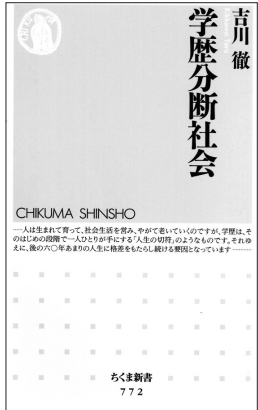 吉川 徹
学歴分断社会
CHIKUMA SHINSHO
―人は生まれて育って、社会生活を営み、やがて老いていくのですが、学歴は、そ
のはじめの段階で一人ひとりが手にする「人生の切符」のようなものです。それゆ
えに、後の六〇年あまりの人生に格差をもたらし続ける要因となっています―
ちくま新書
772